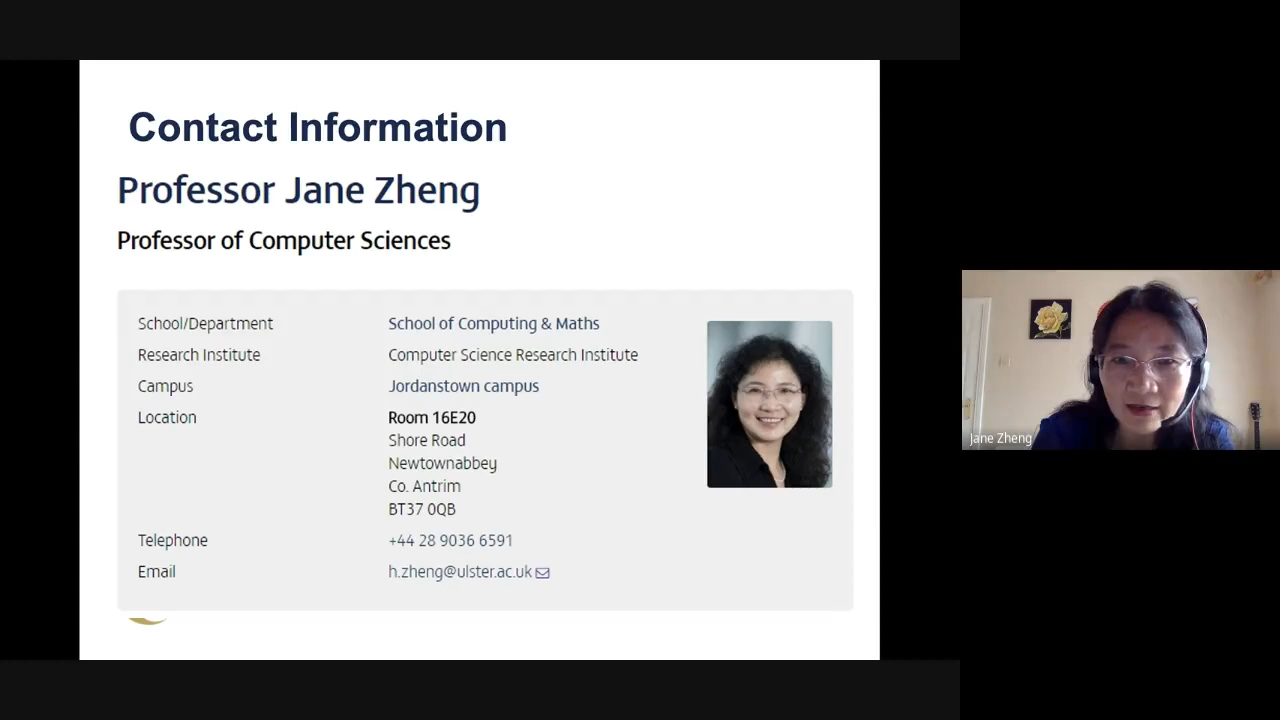 Contact Information
Professor Jane Zheng
Professor of Computer Sciences
School/Department School of Computing & Maths
Research Institute Computer Science Research Institute
Campus Jordanstown campus
Location Room 16E20
Shore Road
Newtownabbey
Co. Antrim
BT37 0QB
Telephone +44 28 9036 6591
Email h.zheng@ulster.ac.uk
Jane Zheng